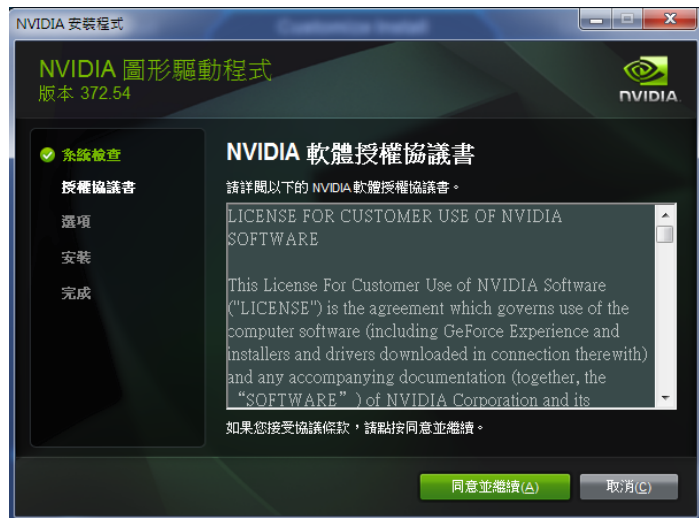 NVIDIA 安裝程式
Customize Install
NVIDIA 圖形驅動程式
版本 372.54
NVIDIA.
系統檢查
授權協議書
選項
安裝
完成
NVIDIA 軟體授權協議書
請詳閱以下的 NVIDIA 軟體授權協議書。
LICENSE FOR CUSTOMER USE OF NVIDIA
SOFTWARE
This License For Customer Use of NVIDIA Software
("LICENSE") is the agreement which governs use of the
computer software (including GeForce Experience and
installers and drivers downloaded in connection therewith)
and any accompanying documentation (together, the
“SOFTWARE”) of NVIDIA Corporation and its
如果您接受協議條款，請點按同意並繼續。
同意並繼續(A)
取消(C)